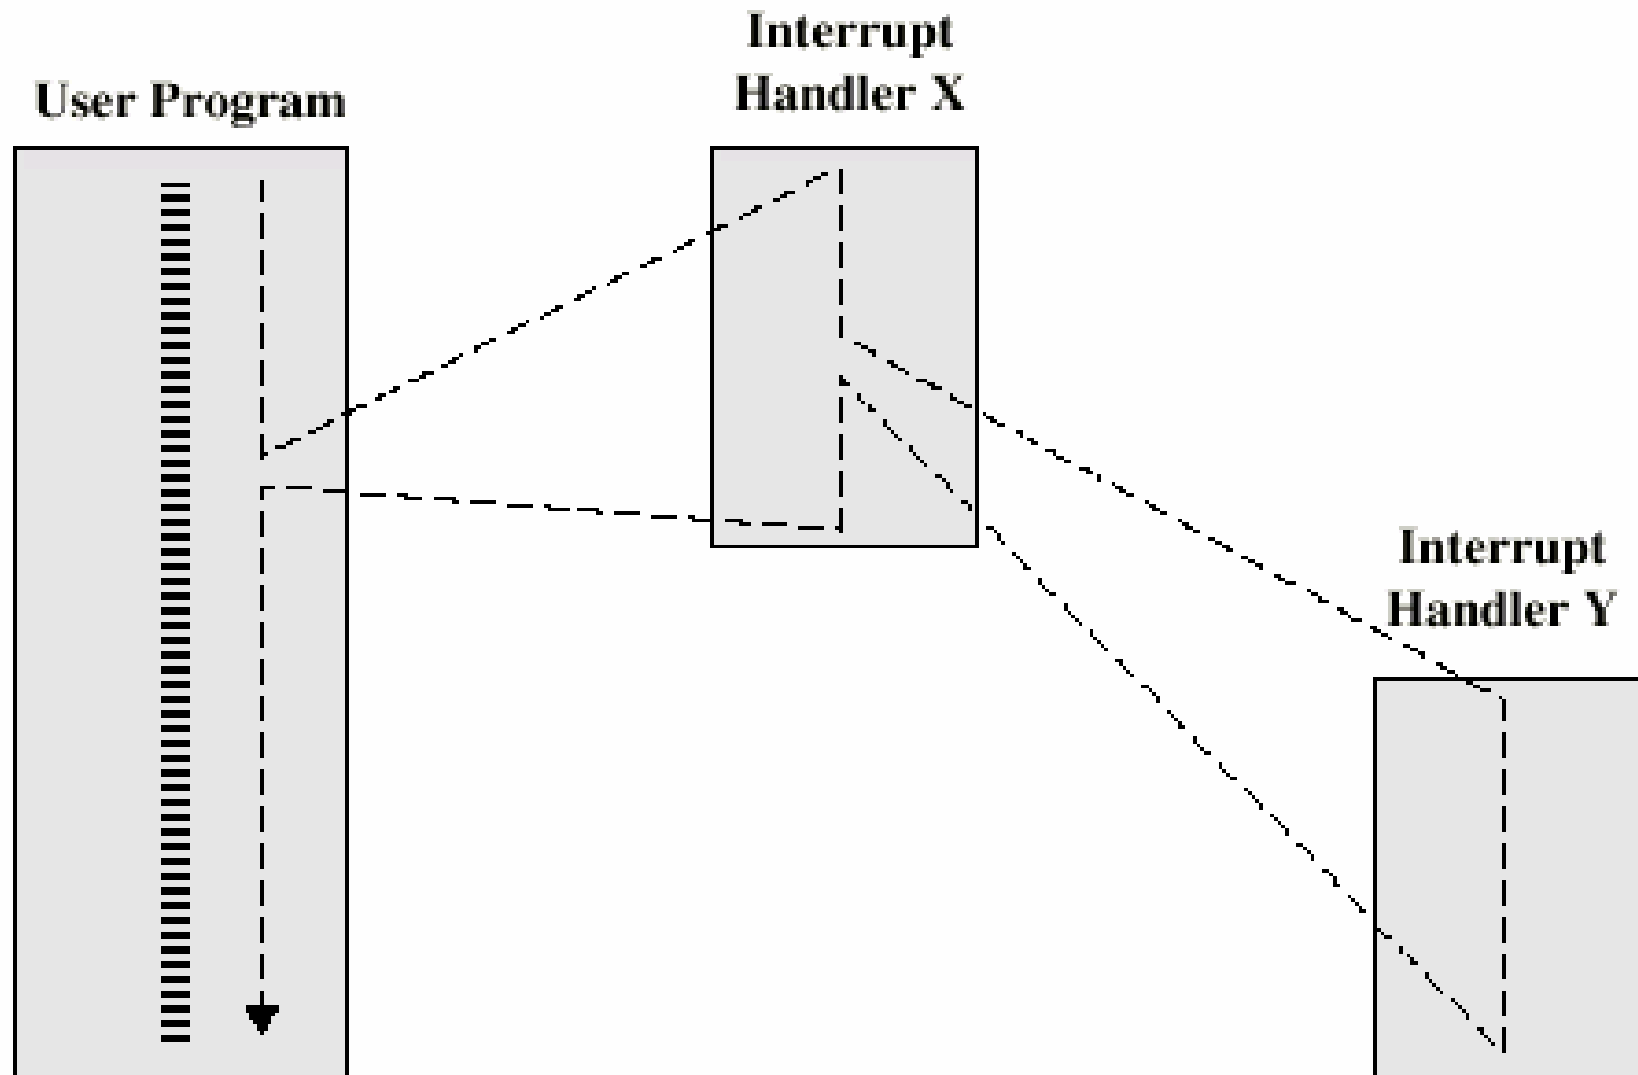 User Program
Interrupt
Handler X
Interrupt
Handler Y